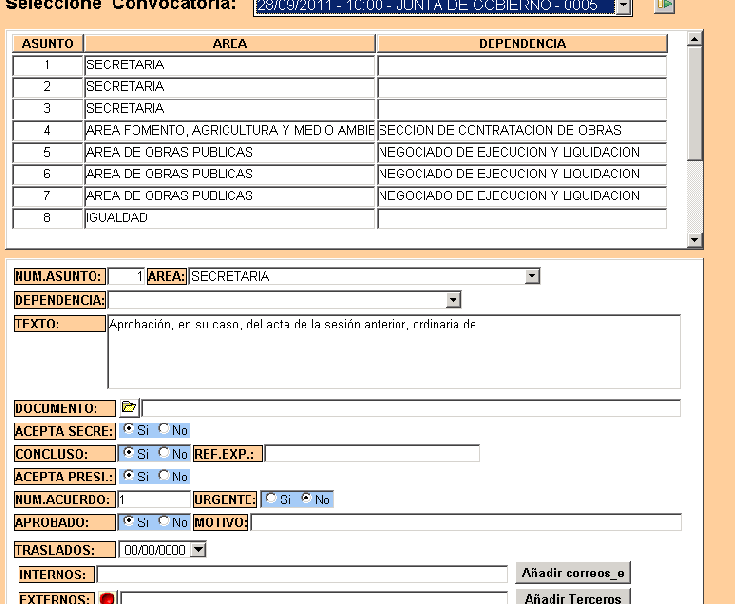 Seleccione Convocatoria: 28/09/2011 - 10:00 - JUNTA DE GOBIERNO - 0005
ASUNTO AREA DEPENDENCIA
1 SECRETARIA
2 SECRETARIA
3 SECRETARIA
4 AREA FOMENTO, AGRICULTURA Y MEDIO AMBIE SECCION DE CONTRATACION DE OBRAS
5 AREA DE OBRAS PUBLICAS NEGOCIADO DE EJECUCION Y LIQUIDACION
6 AREA DE OBRAS PUBLICAS NEGOCIADO DE EJECUCION Y LIQUIDACION
7 AREA DE OBRAS PUBLICAS NEGOCIADO DE EJECUCION Y LIQUIDACION
8 IGUALDAD
NUM.ASUNTO: 1 AREA: SECRETARIA
DEPENDENCIA:
TEXTO: Aprobación, en su caso, del acta de la sesión anterior, ordinaria de
DOCUMENTO:
ACEPTA SECRE: Si No
CONCLUSO: Si No REF.EXP.:
ACEPTA PRESI.: Si No
NUM.ACUERDO: 1 URGENTE: Si No
APROBADO: Si No MOTIVO:
TRASLADOS: 00/00/0000
INTERNOS: Añadir correos_e
EXTERNOS: Añadir Terceros